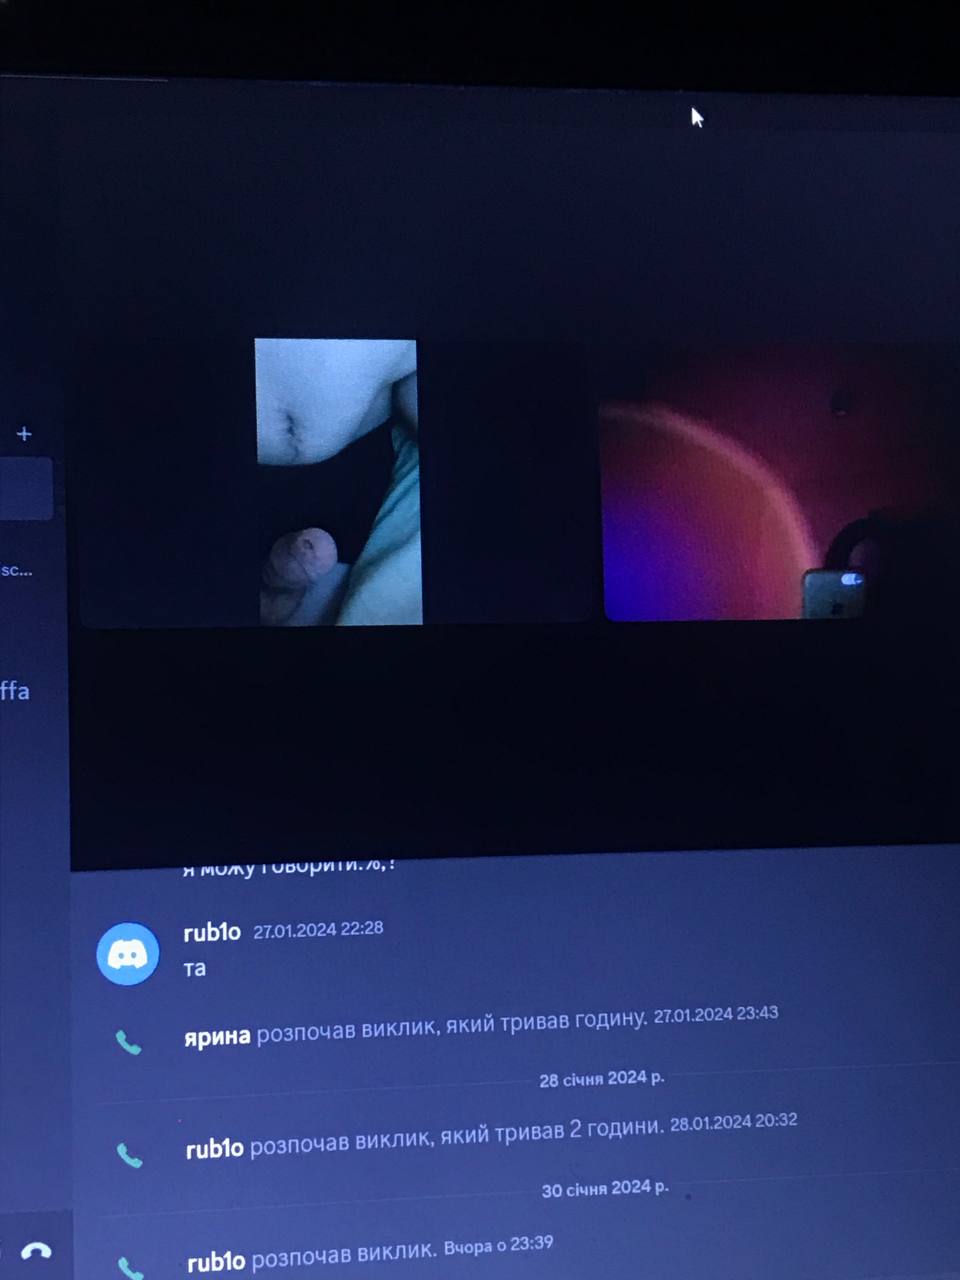 sc...
ffa
я можу говорити.%,?
rub1o 27.01.2024 22:28
та
ярина розпочав виклик, який тривав годину. 27.01.2024 23:43
28 січня 2024 р.
rub1o розпочав виклик, який тривав 2 години. 28.01.2024 20:32
30 січня 2024 р.
rub1o розпочав виклик. Вчора о 23:39